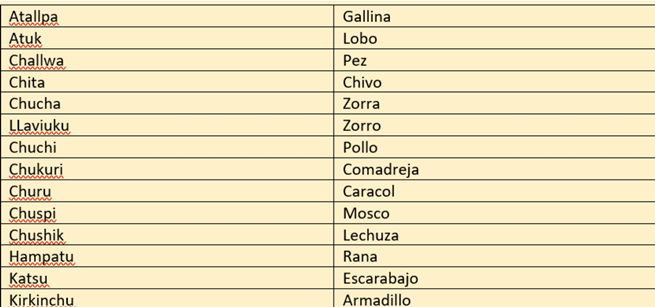 Atallpa Gallina
Atuk Lobo
Challwa Pez
Chita Chivo
Chucha Zorra
LLaviuku Zorro
Chuchi Pollo
Chukuri Comadreja
Churu Caracol
Chuspi Mosco
Chushik Lechuza
Hampatu Rana
Katsu Escarabajo
Kirkinchu Armadillo